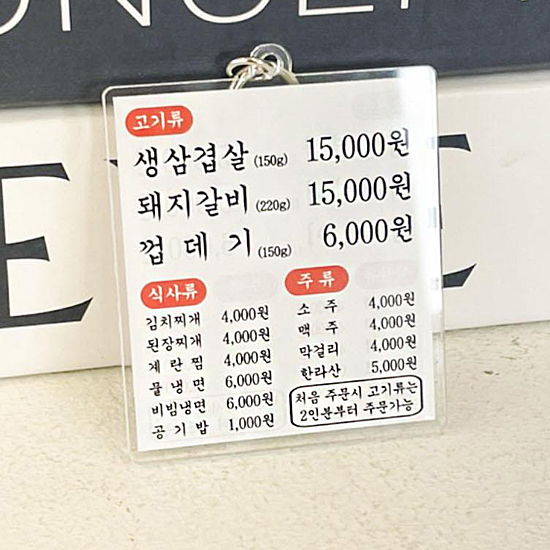 고기류
생삼겹살 (150g) 15,000원
돼지갈비 (220g) 15,000원
껍데기 (150g) 6,000원
식사류
김치찌개 4,000원
된장찌개 4,000원
계란찜 4,000원
물냉면 6,000원
비빔냉면 6,000원
공기밥 1,000원
주류
소주 4,000원
맥주 4,000원
막걸리 4,000원
한라산 5,000원
처음 주문시 고기류는
2인분부터 주문가능